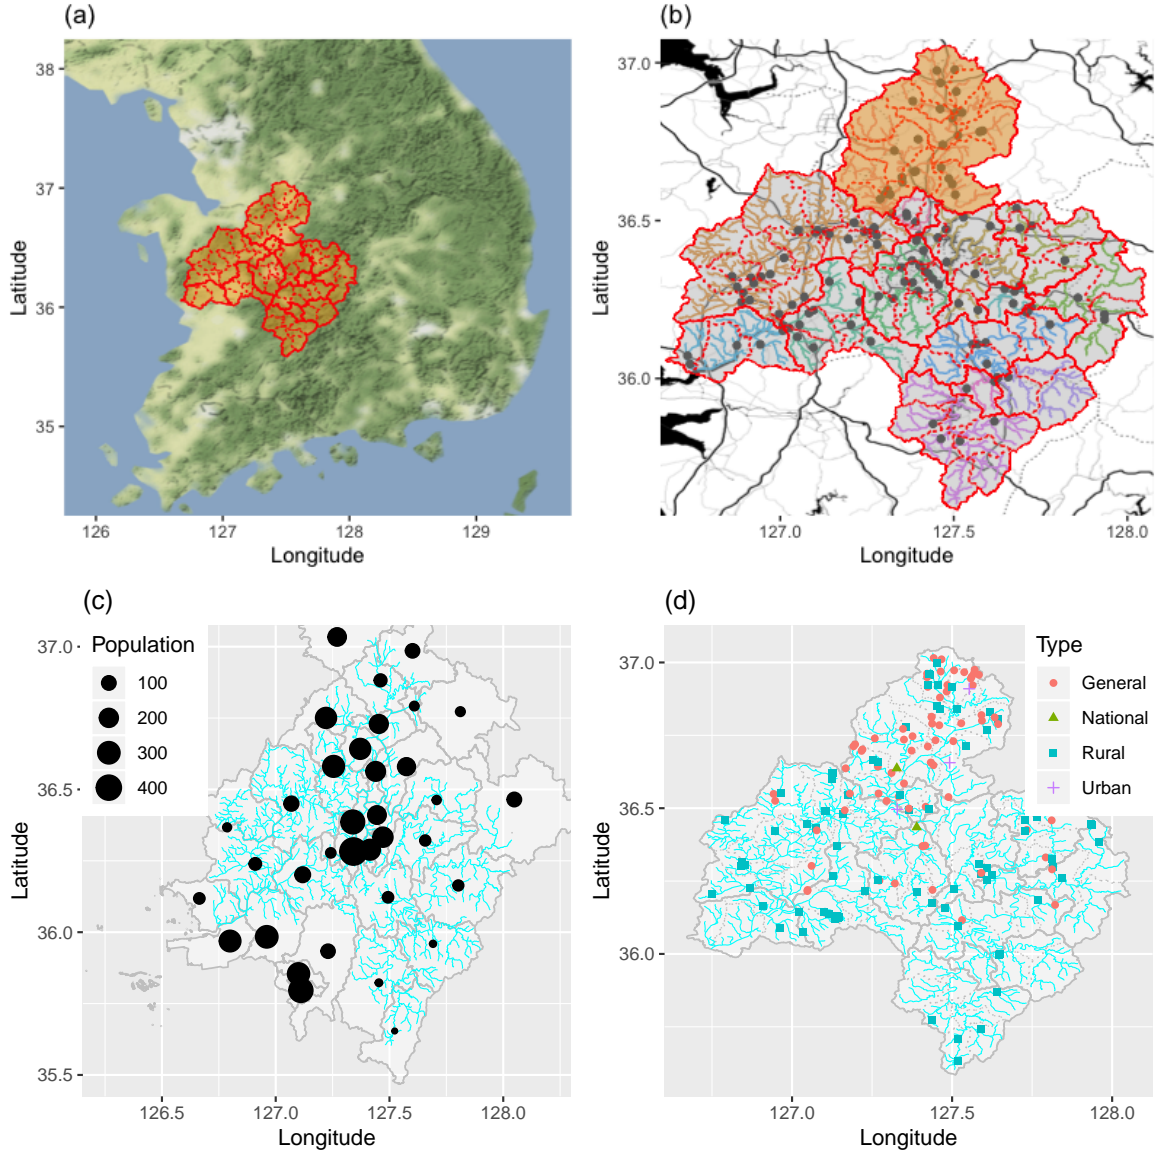 (a)
38
37
36
35
Latitude
126
127
128
129
Longitude
(b)
37.0
36.5
36.0
Latitude
127.0
127.5
128.0
Longitude
(c)
Population
100
200
300
400
37.0
36.5
36.0
35.5
Latitude
126.5
127.0
127.5
128.0
Longitude
(d)
Type
General
National
Rural
Urban
37.0
36.5
36.0
Latitude
127.0
127.5
128.0
Longitude